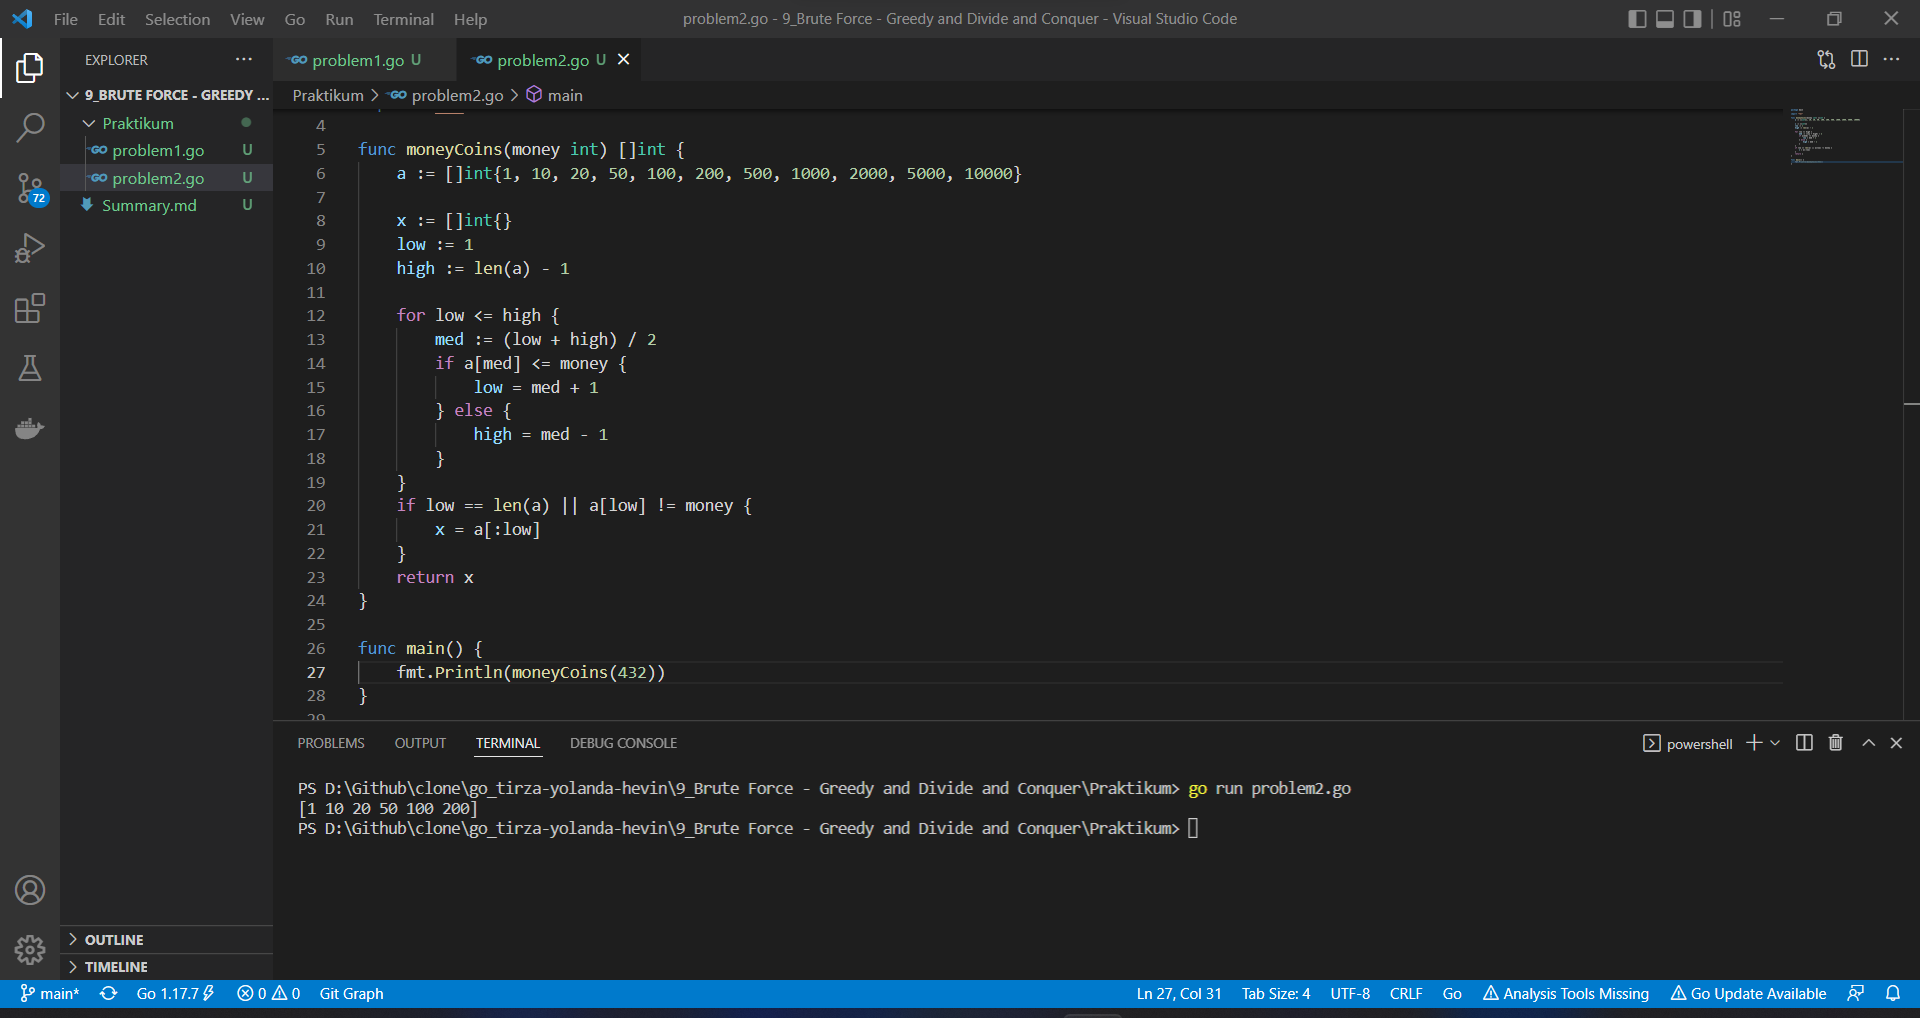 File Edit Selection View Go Run Terminal Help
problem2.go - 9_Brute Force - Greedy and Divide and Conquer - Visual Studio Code
EXPLORER
9_BRUTE FORCE - GREEDY ...
Praktikum
problem1.go U
problem2.go U
Summary.md U
72
OUTLINE
TIMELINE
problem1.go U
problem2.go U
Praktikum > problem2.go > main
4
5 func moneyCoins(money int) []int {
6 a := []int{1, 10, 20, 50, 100, 200, 500, 1000, 2000, 5000, 10000}
7
8 x := []int{}
9 low := 1
10 high := len(a) - 1
11
12 for low <= high {
13 med := (low + high) / 2
14 if a[med] <= money {
15 low = med + 1
16 } else {
17 high = med - 1
18 }
19 }
20 if low == len(a) || a[low] != money {
21 x = a[:low]
22 }
23 return x
24 }
25
26 func main() {
27 fmt.Println(moneyCoins(432))
28 }
29
PROBLEMS OUTPUT TERMINAL DEBUG CONSOLE
powershell
PS D:\Github\clone\go_tirza-yolanda-hevin\9_Brute Force - Greedy and Divide and Conquer\Praktikum> go run problem2.go
[1 10 20 50 100 200]
PS D:\Github\clone\go_tirza-yolanda-hevin\9_Brute Force - Greedy and Divide and Conquer\Praktikum>
main* Go 1.17.7 0 0 Git Graph
Ln 27, Col 31 Tab Size: 4 UTF-8 CRLF Go Analysis Tools Missing Go Update Available